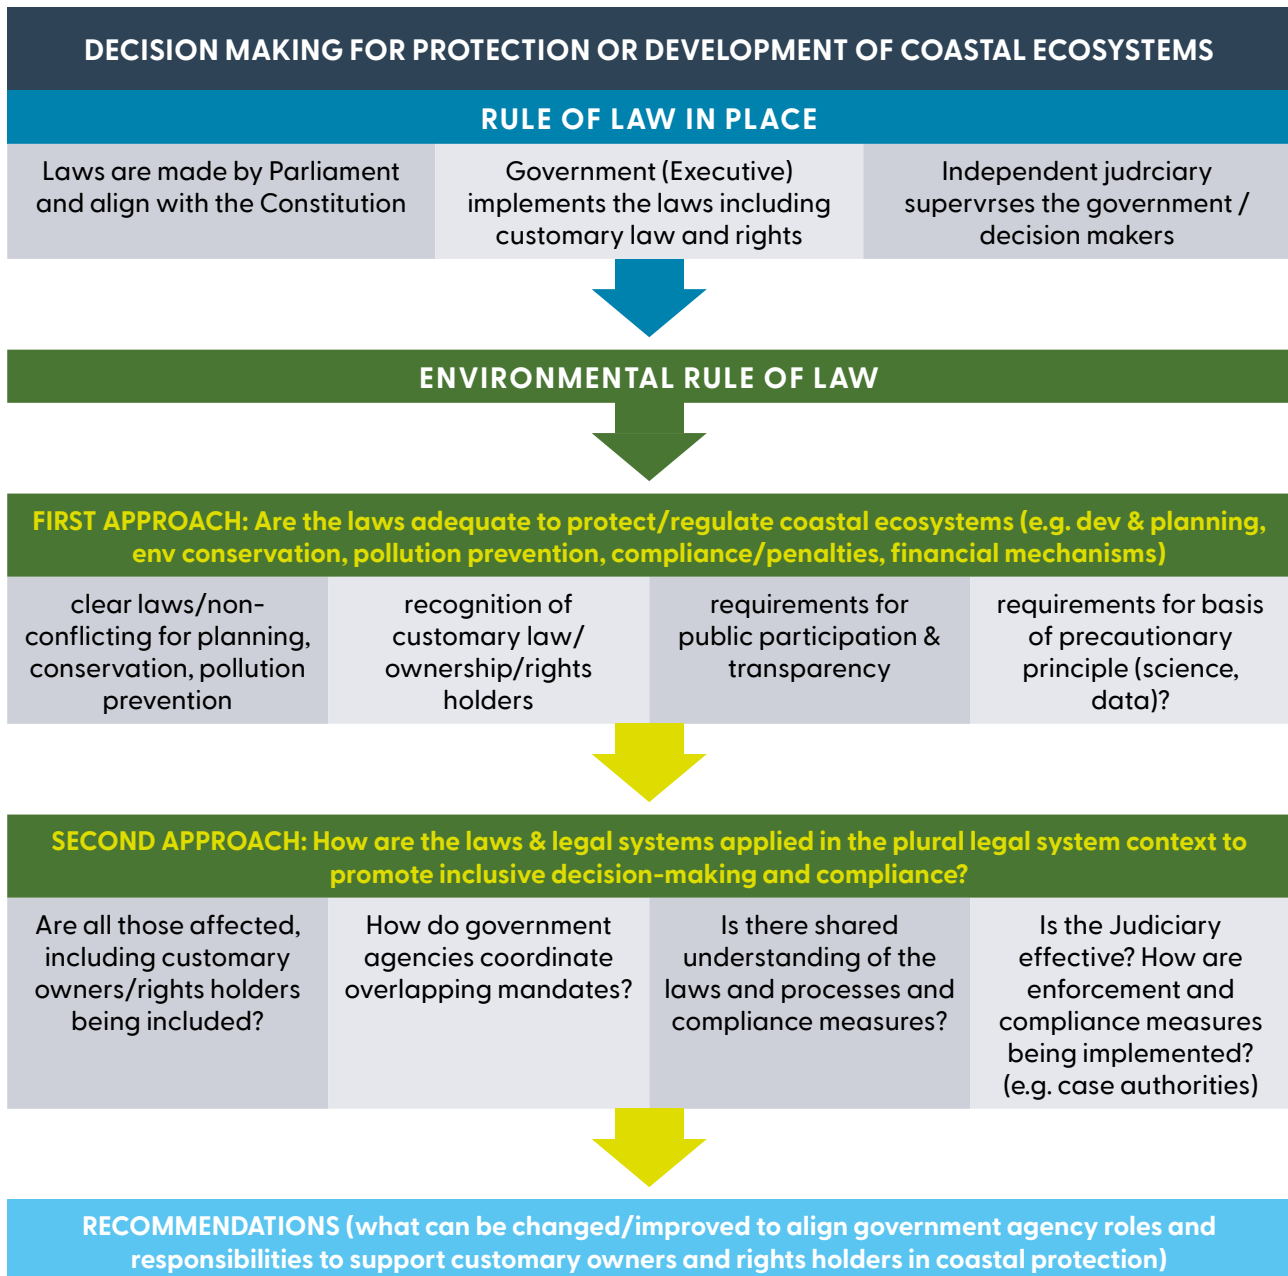 DECISION MAKING FOR PROTECTION OR DEVELOPMENT OF COASTAL ECOSYSTEMS
RULE OF LAW IN PLACE
Laws are made by Parliament
and align with the Constitution
Government (Executive)
implements the laws including
customary law and rights
Independent judrciary
supervrses the government /
decision makers
ENVIRONMENTAL RULE OF LAW
FIRST APPROACH: Are the laws adequate to protect/regulate coastal ecosystems (e.g. dev & planning,
env conservation, pollution prevention, compliance/penalties, financial mechanisms)
clear laws/non-
conflicting for planning,
conservation, pollution
prevention
recognition of
customary law/
ownership/rights
holders
requirements for
public participation &
transparency
requirements for basis
of precautionary
principle (science,
data)?
SECOND APPROACH: How are the laws & legal systems applied in the plural legal system context to
promote inclusive decision-making and compliance?
Are all those affected,
including customary
owners/rights holders
being included?
How do government
agencies coordinate
overlapping mandates?
Is there shared
understanding of the
laws and processes and
compliance measures?
Is the Judiciary
effective? How are
enforcement and
compliance measures
being implemented?
(e.g. case authorities)
RECOMMENDATIONS (what can be changed/improved to align government agency roles and
responsibilities to support customary owners and rights holders in coastal protection)